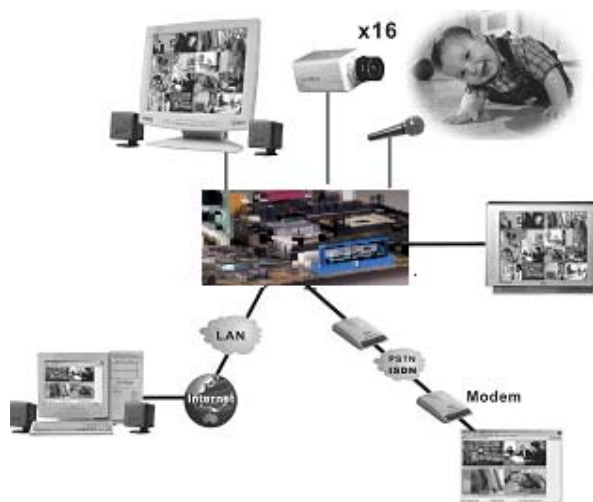 x16
LAN
Internet
PSTN
ISDN
Modem